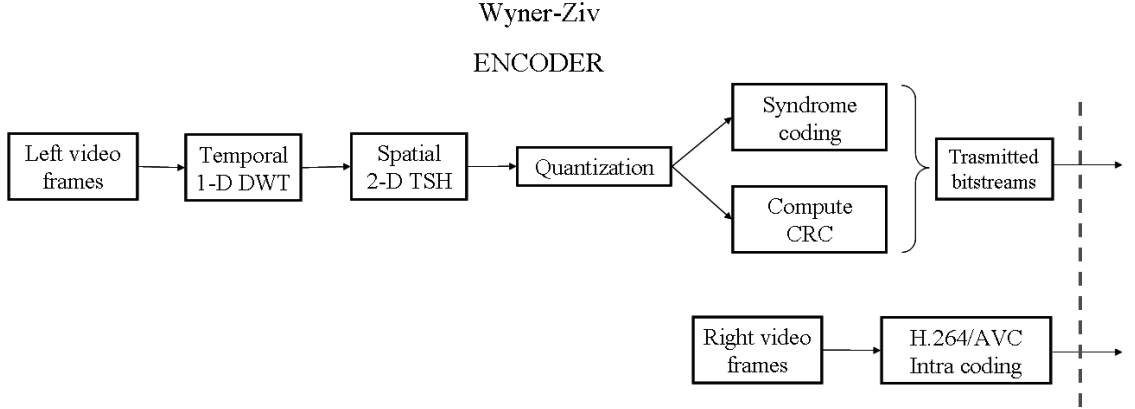 Wyner-Ziv
ENCODER
Left video
frames
Temporal
1-D DWT
Spatial
2-D TSH
Quantization
Syndrome
coding
Compute
CRC
Trasmitted
bitstreams
Right video
frames
H.264/AVC
Intra coding